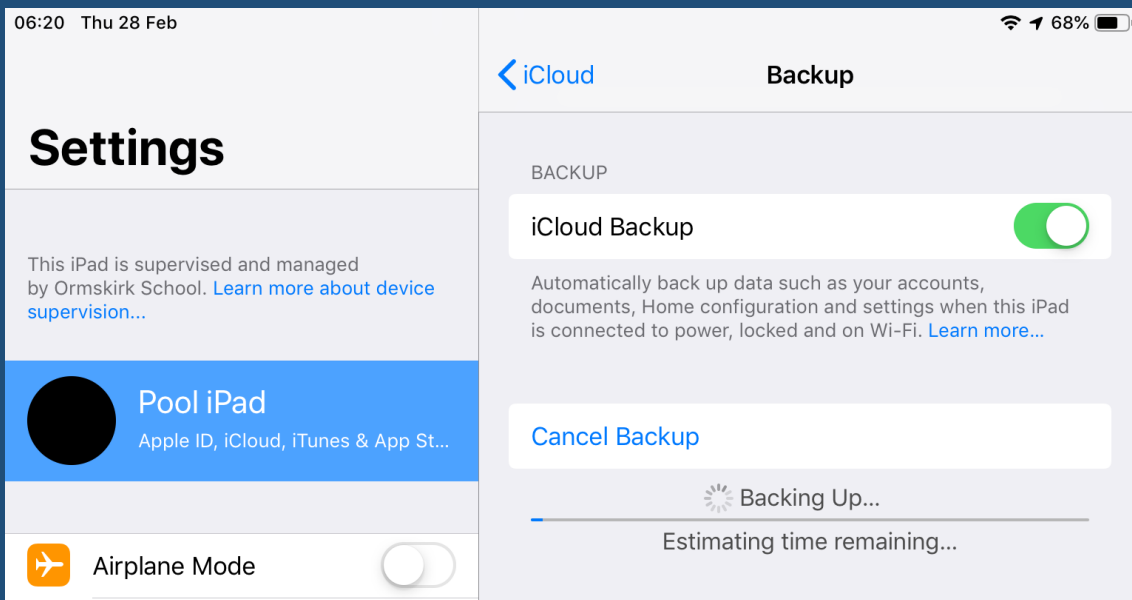 06:20 Thu 28 Feb
68%
Settings
This iPad is supervised and managed
by Ormskirk School. Learn more about device
supervision...
Pool iPad
Apple ID, iCloud, iTunes & App St...
Airplane Mode
iCloud
Backup
BACKUP
iCloud Backup
Automatically back up data such as your accounts,
documents, Home configuration and settings when this iPad
is connected to power, locked and on Wi-Fi. Learn more...
Cancel Backup
Backing Up...
Estimating time remaining...